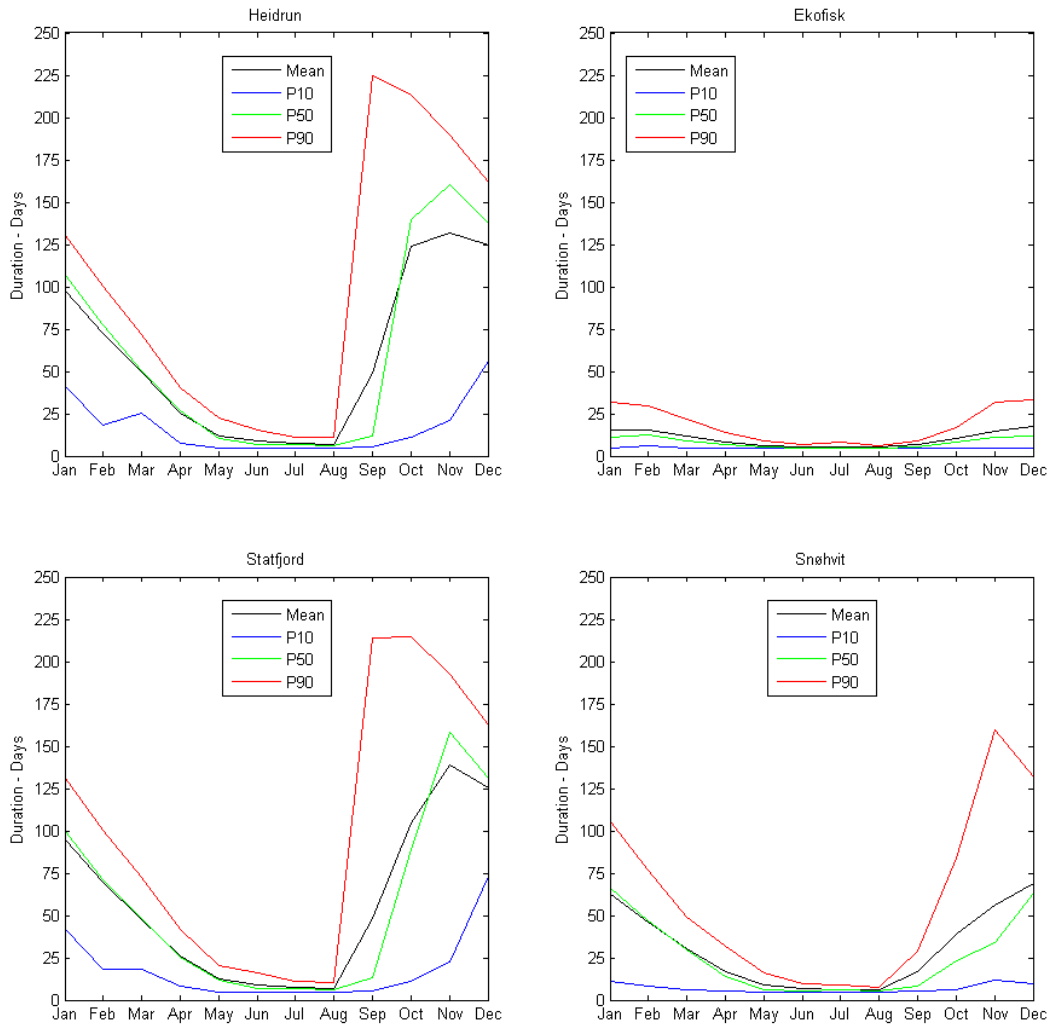 Heidrun
250
225
200
175
150
125
100
75
50
25
0
Duration - Days
Mean
P10
P50
P90
Jan Feb Mar Apr May Jun Jul Aug Sep Oct Nov Dec
Ekofisk
250
225
200
175
150
125
100
75
50
25
0
Duration - Days
Mean
P10
P50
P90
Jan Feb Mar Apr May Jun Jul Aug Sep Oct Nov Dec
Statfjord
250
225
200
175
150
125
100
75
50
25
0
Duration - Days
Mean
P10
P50
P90
Jan Feb Mar Apr May Jun Jul Aug Sep Oct Nov Dec
Snøhvit
250
225
200
175
150
125
100
75
50
25
0
Duration - Days
Mean
P10
P50
P90
Jan Feb Mar Apr May Jun Jul Aug Sep Oct Nov Dec